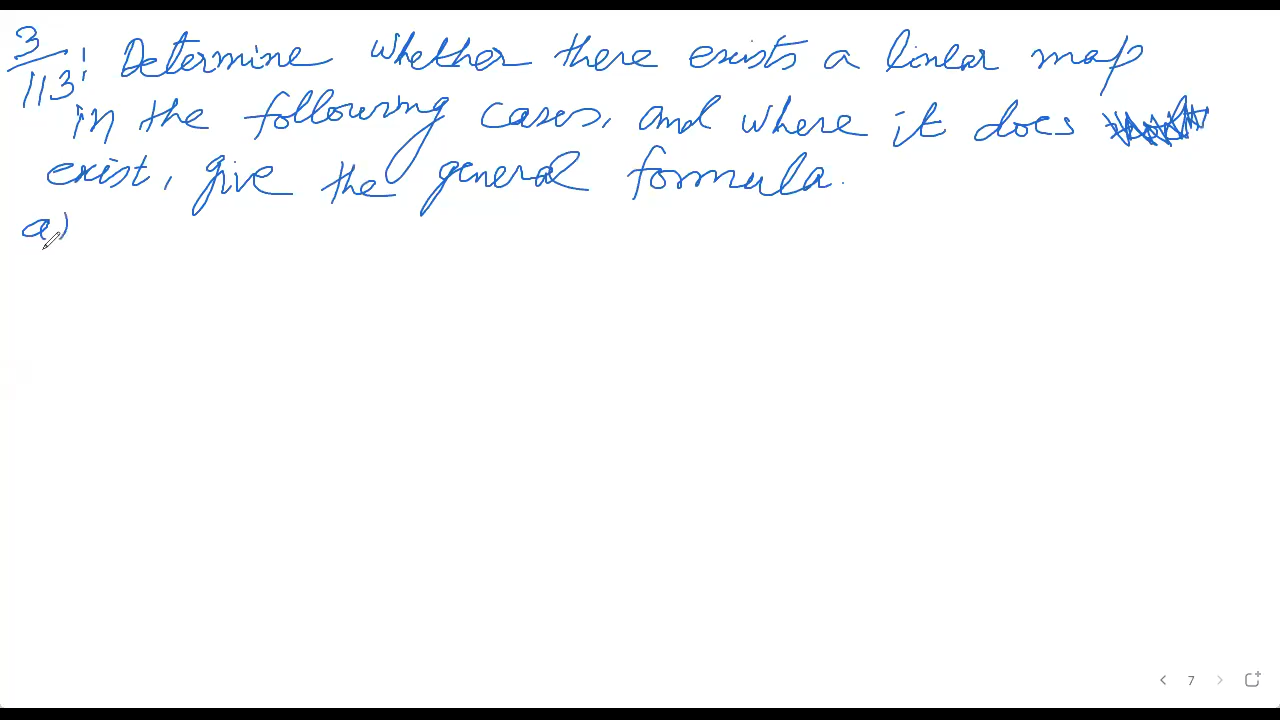 3/113: Determine whether there exists a linear map
in the following cases, and where it does
exist, give the general formula.
a)
7